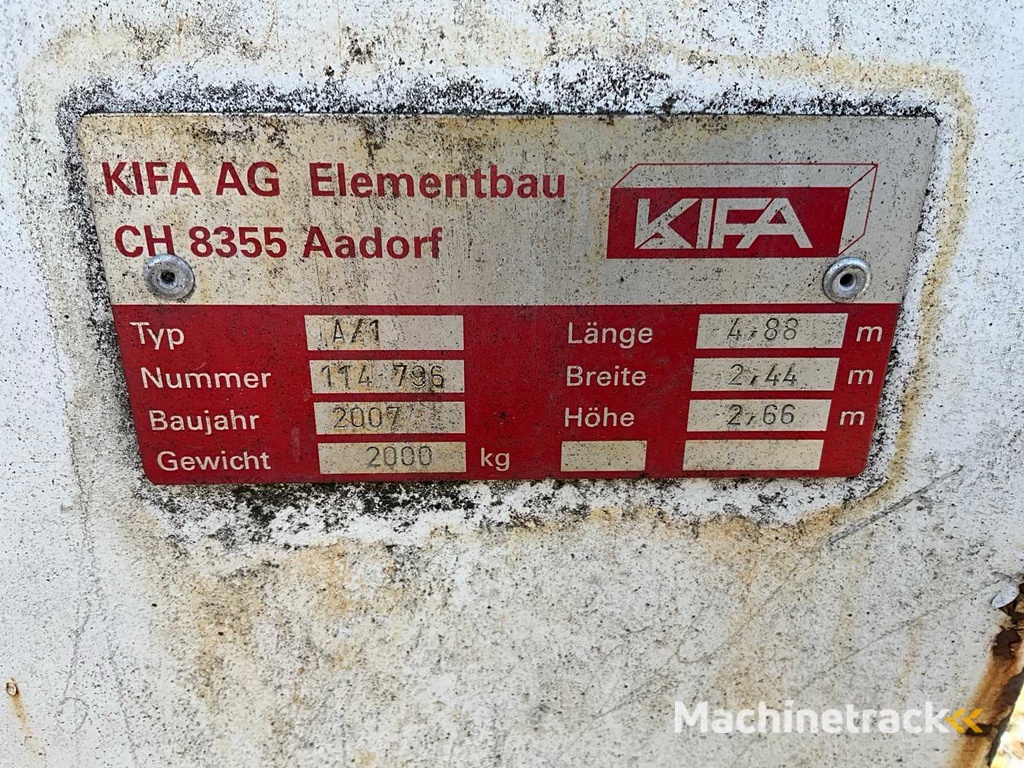 KIFA AG Elementbau
CH 8355 Aadorf
KIFA
Typ A/1
Nummer 114 796
Baujahr 2007
Gewicht 2000 kg
Länge 4,88 m
Breite 2,44 m
Höhe 2,66 m
Machinetrack